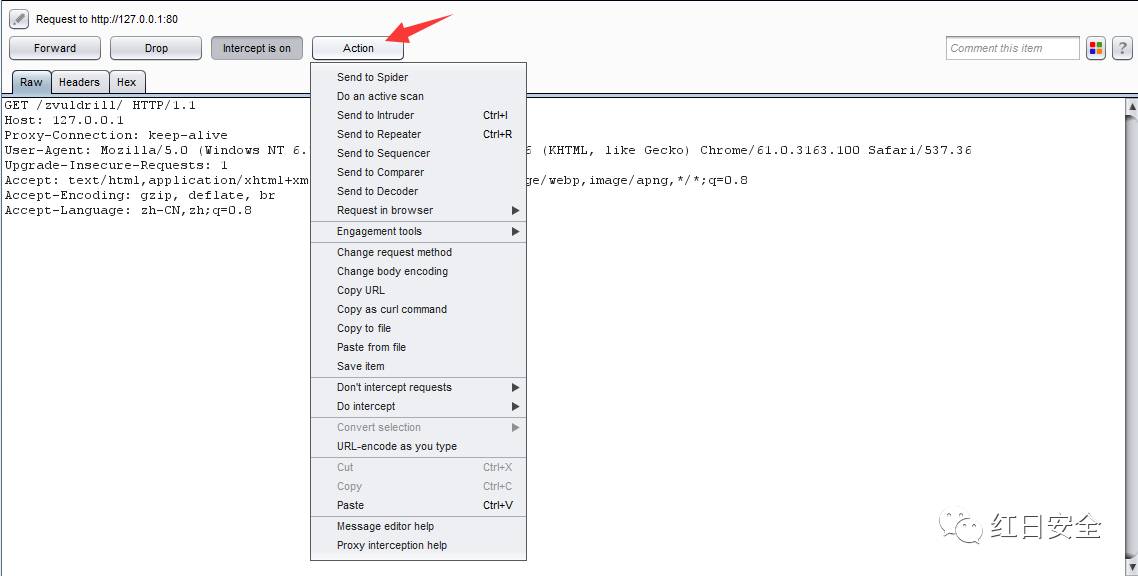 Request to http://127.0.0.1:80
Forward Drop Intercept is on Action Comment this item ?
Raw Headers Hex
GET /zvuldrill/ HTTP/1.1
Host: 127.0.0.1
Proxy-Connection: keep-alive
User-Agent: Mozilla/5.0 (Windows NT 6. 6 (KHTML, like Gecko) Chrome/61.0.3163.100 Safari/537.36
Upgrade-Insecure-Requests: 1
Accept: text/html,application/xhtml+xm ge/webp,image/apng,*/*;q=0.8
Accept-Encoding: gzip, deflate, br
Accept-Language: zh-CN,zh;q=0.8
Send to Spider
Do an active scan
Send to Intruder Ctrl+I
Send to Repeater Ctrl+R
Send to Sequencer
Send to Comparer
Send to Decoder
Request in browser
Engagement tools
Change request method
Change body encoding
Copy URL
Copy as curl command
Copy to file
Paste from file
Save item
Don't intercept requests
Do intercept
Convert selection
URL-encode as you type
Cut Ctrl+X
Copy Ctrl+C
Paste Ctrl+V
Message editor help
Proxy interception help
红日安全